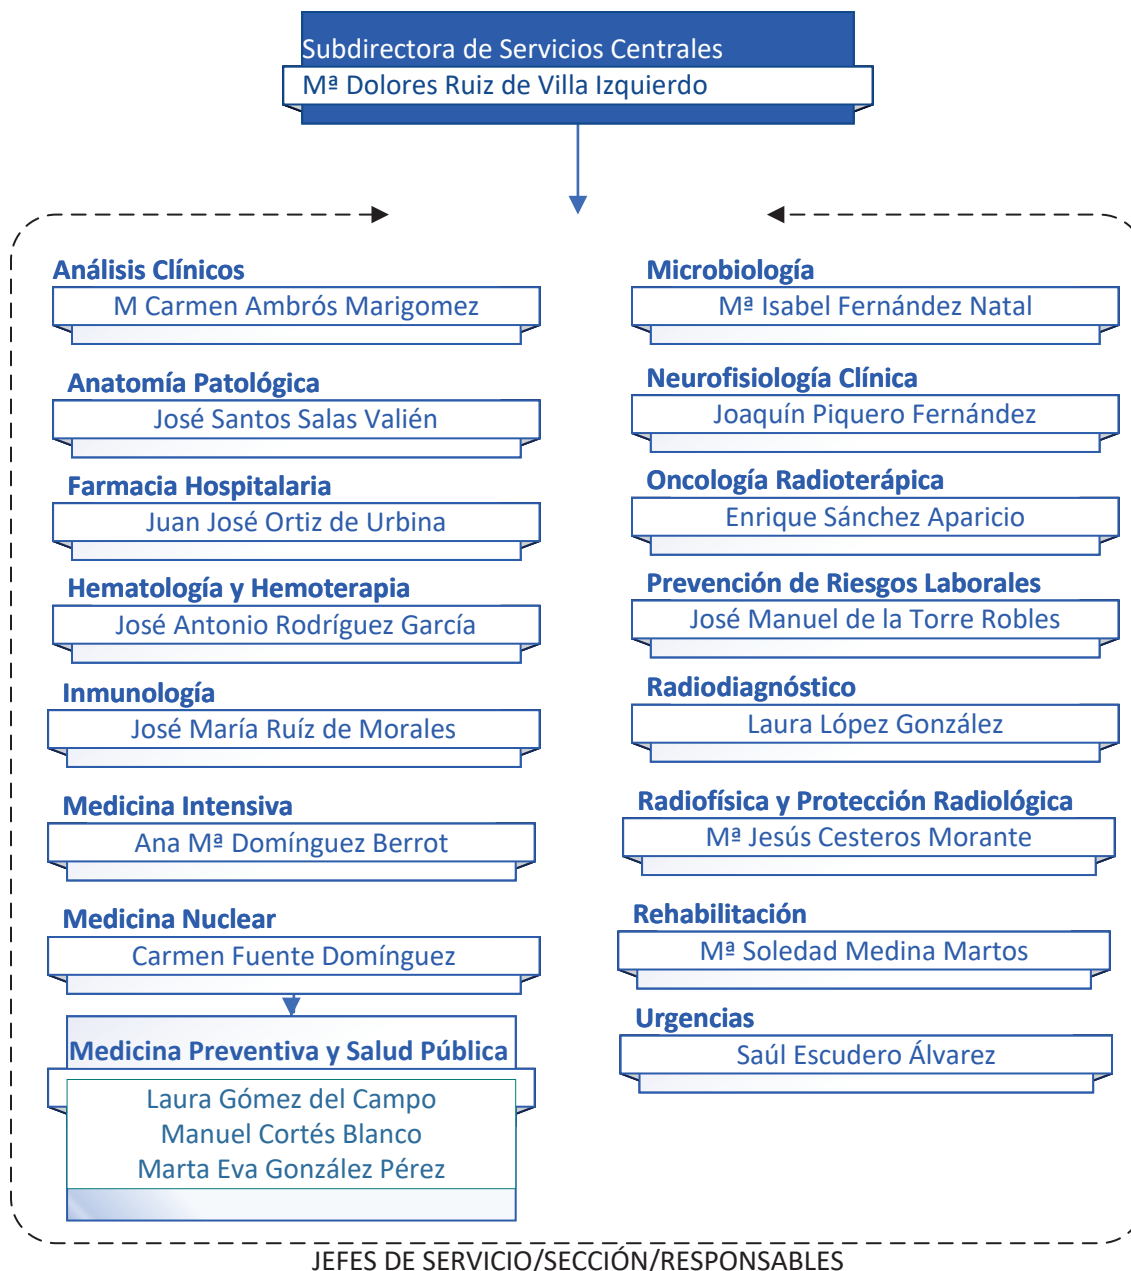 Subdirectora de Servicios Centrales
Mª Dolores Ruiz de Villa Izquierdo
Análisis Clínicos
M Carmen Ambrós Marigomez
Anatomía Patológica
José Santos Salas Valién
Farmacia Hospitalaria
Juan José Ortiz de Urbina
Hematología y Hemoterapia
José Antonio Rodríguez García
Inmunología
José María Ruíz de Morales
Medicina Intensiva
Ana Mª Domínguez Berrot
Medicina Nuclear
Carmen Fuente Domínguez
Medicina Preventiva y Salud Pública
Laura Gómez del Campo
Manuel Cortés Blanco
Marta Eva González Pérez
Microbiología
Mª Isabel Fernández Natal
Neurofisiología Clínica
Joaquín Piquero Fernández
Oncología Radioterápica
Enrique Sánchez Aparicio
Prevención de Riesgos Laborales
José Manuel de la Torre Robles
Radiodiagnóstico
Laura López González
Radiofísica y Protección Radiológica
Mª Jesús Cesteros Morante
Rehabilitación
Mª Soledad Medina Martos
Urgencias
Saúl Escudero Álvarez
JEFES DE SERVICIO/SECCIÓN/RESPONSABLES